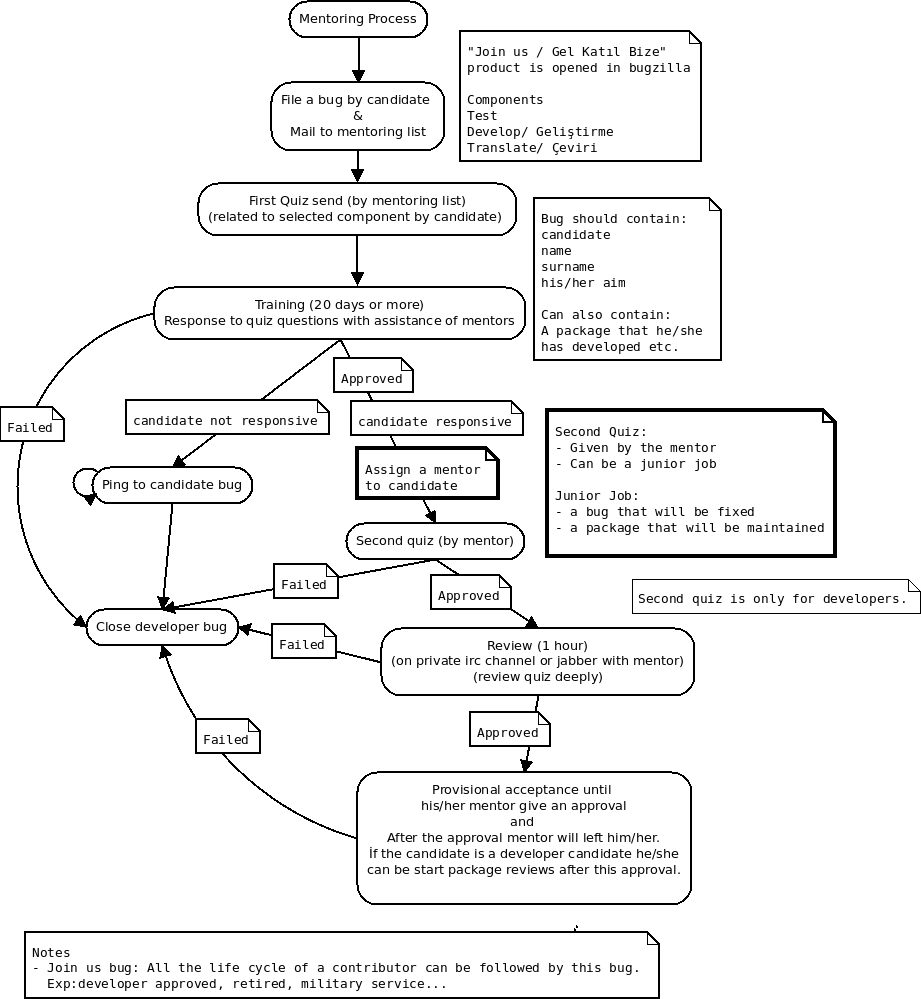 Mentoring Process
"Join us / Gel Katıl Bize"
product is opened in bugzilla
Components
Test
Develop/ Geliştirme
Translate/ Çeviri
File a bug by candidate
&
Mail to mentoring list
First Quiz send (by mentoring list)
(related to selected component by candidate)
Bug should contain:
candidate
name
surname
his/her aim
Can also contain:
A package that he/she
has developed etc.
Training (20 days or more)
Response to quiz questions with assistance of mentors
Approved
Failed
candidate not responsive
candidate responsive
Second Quiz:
- Given by the mentor
- Can be a junior job
Junior Job:
- a bug that will be fixed
- a package that will be maintained
Assign a mentor
to candidate
Ping to candidate bug
Second quiz (by mentor)
Failed
Approved
Second quiz is only for developers.
Close developer bug
Failed
Review (1 hour)
(on private irc channel or jabber with mentor)
(review quiz deeply)
Failed
Approved
Provisional acceptance until
his/her mentor give an approval
and
After the approval mentor will left him/her.
İf the candidate is a developer candidate he/she
can be start package reviews after this approval.
Notes
- Join us bug: All the life cycle of a contributor can be followed by this bug.
Exp:developer approved, retired, military service...